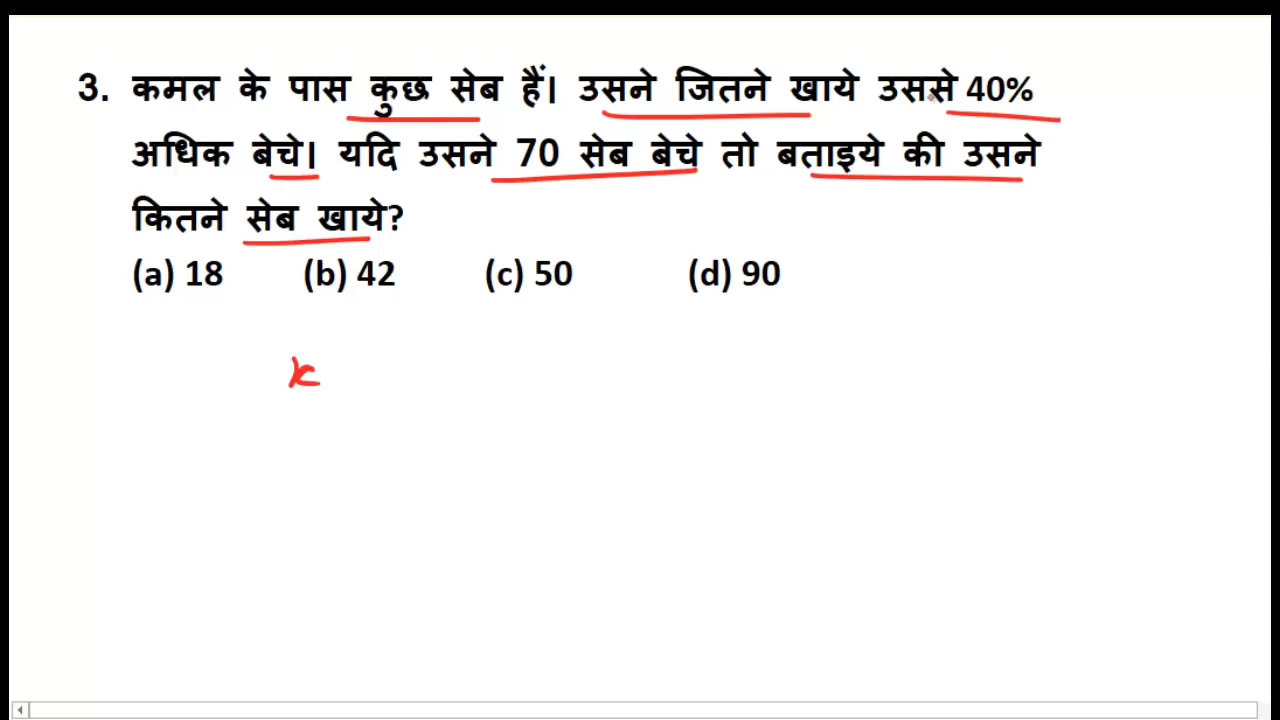 3. कमल के पास कुछ सेब हैं। उसने जितने खाये उससे 40%
अधिक बेचे। यदि उसने 70 सेब बेचे तो बताइये की उसने
कितने सेब खाये?
(a) 18 (b) 42 (c) 50 (d) 90